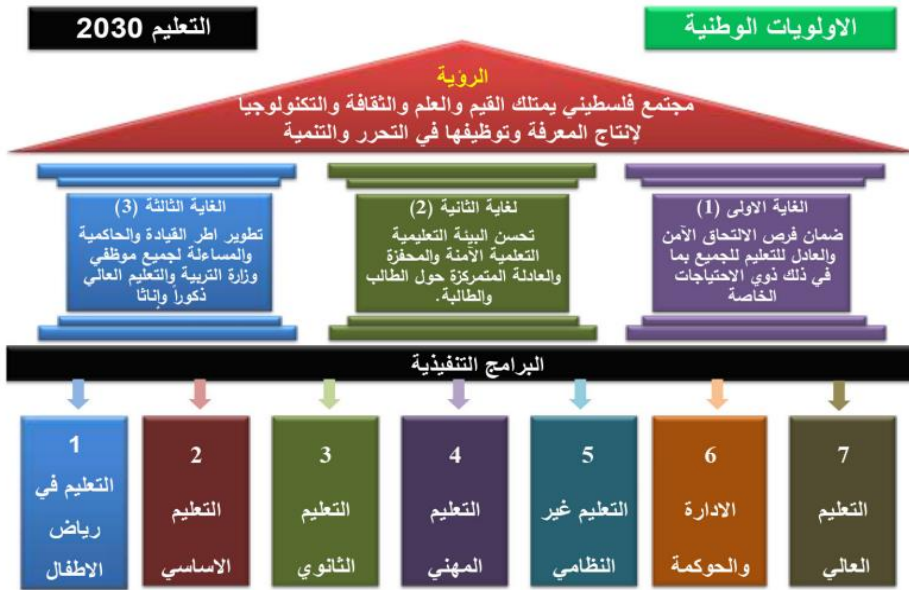 الاولويات الوطنية
التعليم 2030
الرؤية
مجتمع فلسطيني يمتلك القيم والعلم والثقافة والتكنولوجيا
لإنتاج المعرفة وتوظيفها في التحرر والتنمية
الغاية الاولى (1)
ضمان فرص الالتحاق الآمن
والعادل للتعليم للجميع بما
في ذلك ذوي الاحتياجات
الخاصة
لغاية الثانية (2)
تحسن البيئة التعليمية
التعلمية الآمنة والمحفزة
والعادلة المتمركزة حول الطالب
والطالبة.
الغاية الثالثة (3)
تطوير اطر القيادة والحاكمية
والمساءلة لجميع موظفي
وزارة التربية والتعليم العالي
ذكوراً وإناثا
البرامج التنفيذية
1
التعليم في
رياض
الاطفال
2
التعليم
الاساسي
3
التعليم
الثانوي
4
التعليم
المهني
5
التعليم غير
النظامي
6
الادارة
والحوكمة
7
التعليم
العالي